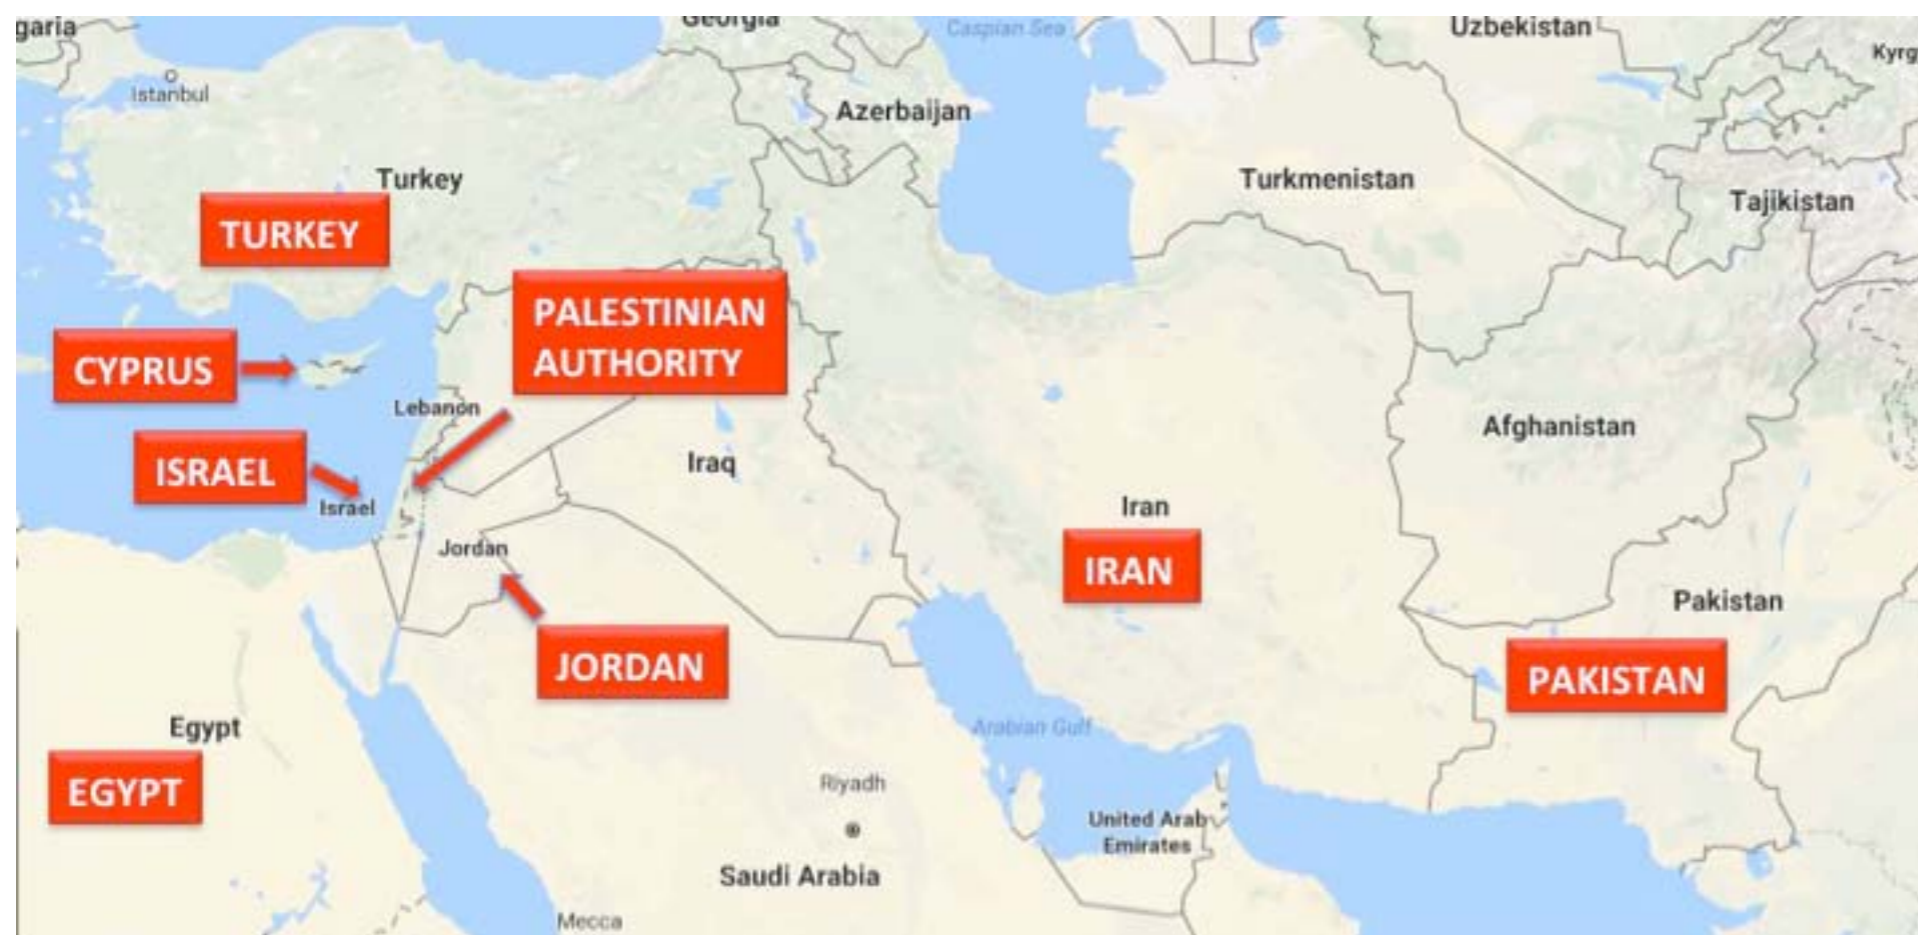 garia
Georgia
Caspian Sea
Uzbekistan
Kyrg
Istanbul
Azerbaijan
Turkey
Turkmenistan
Tajikistan
TURKEY
PALESTINIAN
AUTHORITY
CYPRUS
Lebanon
Afghanistan
ISRAEL
Iraq
Israel
Iran
Jordan
IRAN
Pakistan
JORDAN
PAKISTAN
Egypt
Arabian Gulf
EGYPT
Riyadh
United Arab
Emirates
Saudi Arabia
Mecca